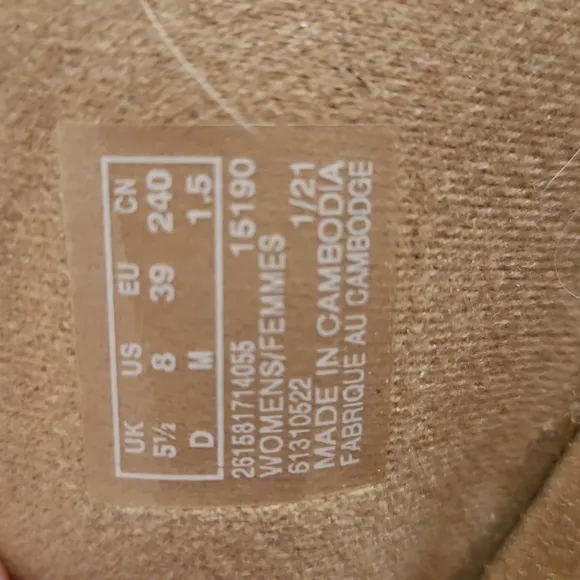 UK US EU CN
5½ 8 39 240
D M 1.5
261581714055 15190
WOMENS/FEMMES
61310522 1/21
MADE IN CAMBODIA
FABRIQUE AU CAMBODGE